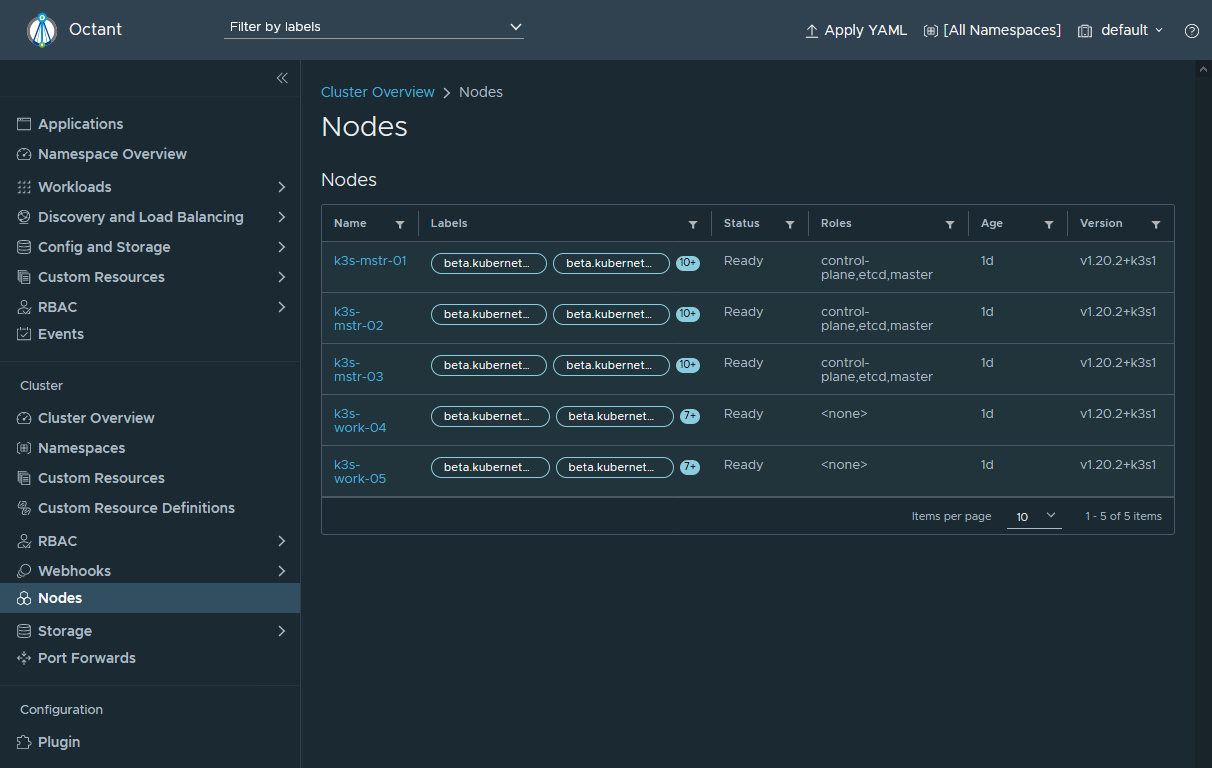 Octant
Filter by labels
Apply YAML
[All Namespaces]
default
Applications
Namespace Overview
Workloads
Discovery and Load Balancing
Config and Storage
Custom Resources
RBAC
Events
Cluster
Cluster Overview
Namespaces
Custom Resources
Custom Resource Definitions
RBAC
Webhooks
Nodes
Storage
Port Forwards
Configuration
Plugin
Cluster Overview > Nodes
Nodes
Nodes
Name Labels Status Roles Age Version
k3s-mstr-01 beta.kubernet... beta.kubernet... 10+ Ready control- 1d v1.20.2+k3s1
plane,etcd,master
k3s- beta.kubernet... beta.kubernet... 10+ Ready control- 1d v1.20.2+k3s1
mstr-02 plane,etcd,master
k3s- beta.kubernet... beta.kubernet... 10+ Ready control- 1d v1.20.2+k3s1
mstr-03 plane,etcd,master
k3s- beta.kubernet... beta.kubernet... 7+ Ready <none> 1d v1.20.2+k3s1
work-04
k3s- beta.kubernet... beta.kubernet... 7+ Ready <none> 1d v1.20.2+k3s1
work-05
Items per page 10 1 - 5 of 5 items